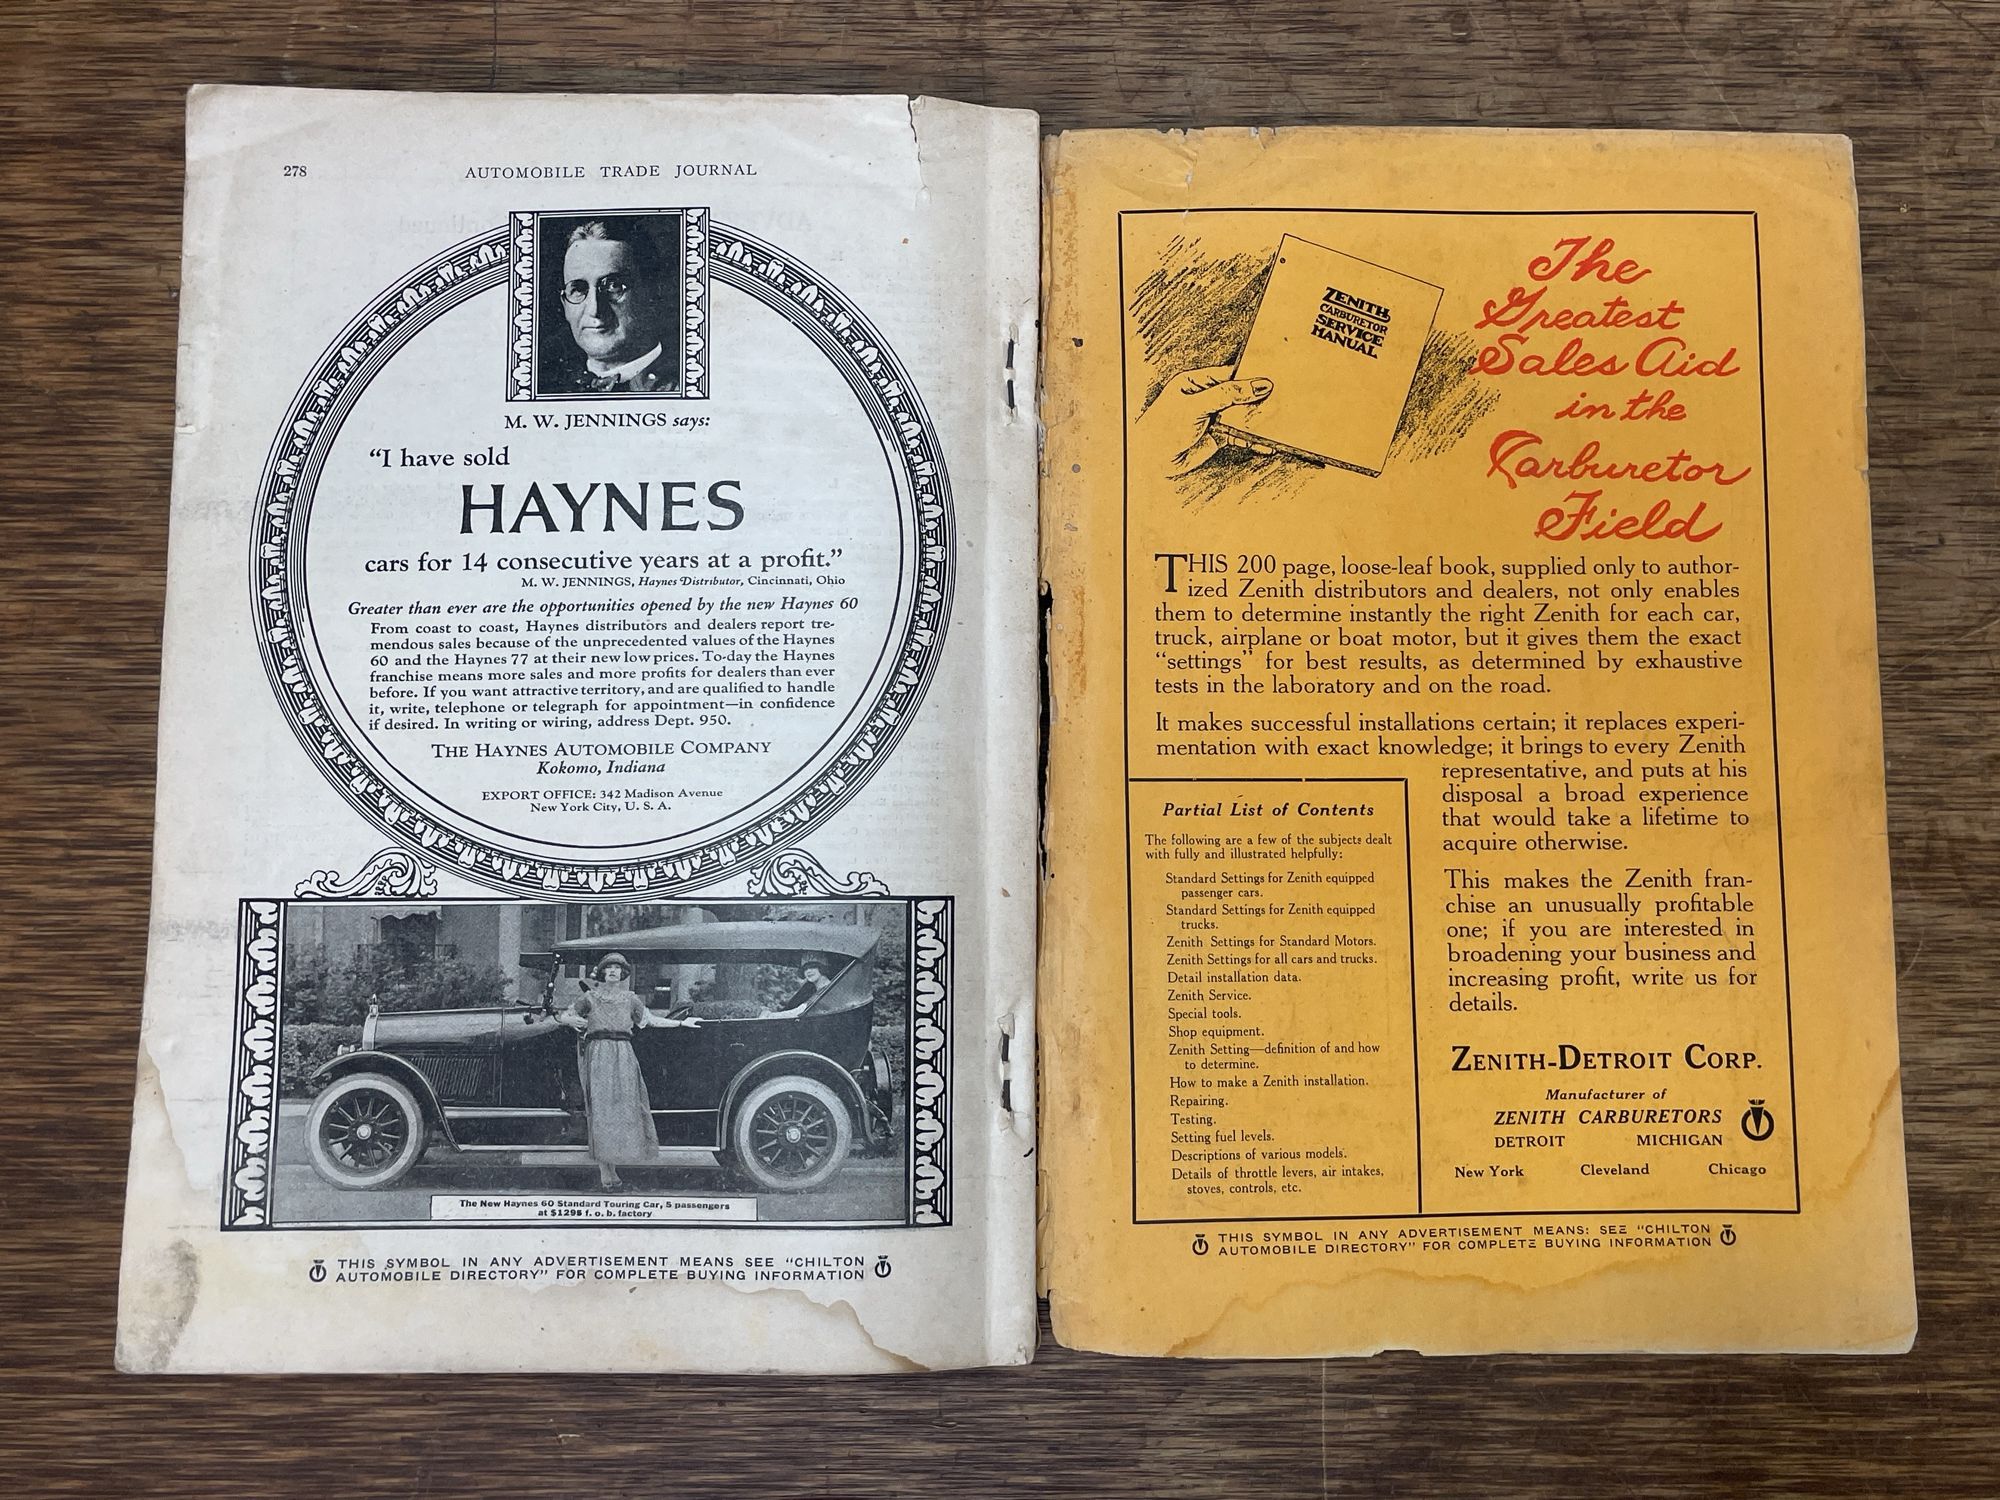 278
AUTOMOBILE TRADE JOURNAL
M. W. JENNINGS says:
“I have sold
HAYNES
cars for 14 consecutive years at a profit.”
M. W. JENNINGS, Haynes Distributor, Cincinnati, Ohio
Greater than ever are the opportunities opened by the new Haynes 60
From coast to coast, Haynes distributors and dealers report tre-
mendous sales because of the unprecedented values of the Haynes
60 and the Haynes 77 at their new low prices. To-day the Haynes
franchise means more sales and more profits for dealers than ever
before. If you want attractive territory, and are qualified to handle
it, write, telephone or telegraph for appointment—in confidence
if desired. In writing or wiring, address Dept. 950.
THE HAYNES AUTOMOBILE COMPANY
Kokomo, Indiana
EXPORT OFFICE: 342 Madison Avenue
New York City, U. S. A.
The New Haynes 60 Standard Touring Car, 5 passengers
at $1295 f. o. b. factory
THIS SYMBOL IN ANY ADVERTISEMENT MEANS SEE “CHILTON
AUTOMOBILE DIRECTORY” FOR COMPLETE BUYING INFORMATION
ZENITH
CARBURETOR
SERVICE
MANUAL
The
Greatest
Sales Aid
in the
Carburetor
Field
THIS 200 page, loose-leaf book, supplied only to author-
ized Zenith distributors and dealers, not only enables
them to determine instantly the right Zenith for each car,
truck, airplane or boat motor, but it gives them the exact
“settings” for best results, as determined by exhaustive
tests in the laboratory and on the road.
It makes successful installations certain; it replaces experi-
mentation with exact knowledge; it brings to every Zenith
representative, and puts at his
disposal a broad experience
that would take a lifetime to
acquire otherwise.
This makes the Zenith fran-
chise an unusually profitable
one; if you are interested in
broadening your business and
increasing profit, write us for
details.
Partial List of Contents
The following are a few of the subjects dealt
with fully and illustrated helpfully:
Standard Settings for Zenith equipped
passenger cars.
Standard Settings for Zenith equipped
trucks.
Zenith Settings for Standard Motors.
Zenith Settings for all cars and trucks.
Detail installation data.
Zenith Service.
Special tools.
Shop equipment.
Zenith Setting—definition of and how
to determine.
How to make a Zenith installation.
Repairing.
Testing.
Setting fuel levels.
Descriptions of various models.
Details of throttle levers, air intakes,
stoves, controls, etc.
ZENITH-DETROIT CORP.
Manufacturer of
ZENITH CARBURETORS
DETROIT MICHIGAN
New York Cleveland Chicago
THIS SYMBOL IN ANY ADVERTISEMENT MEANS: SEE “CHILTON
AUTOMOBILE DIRECTORY” FOR COMPLETE BUYING INFORMATION